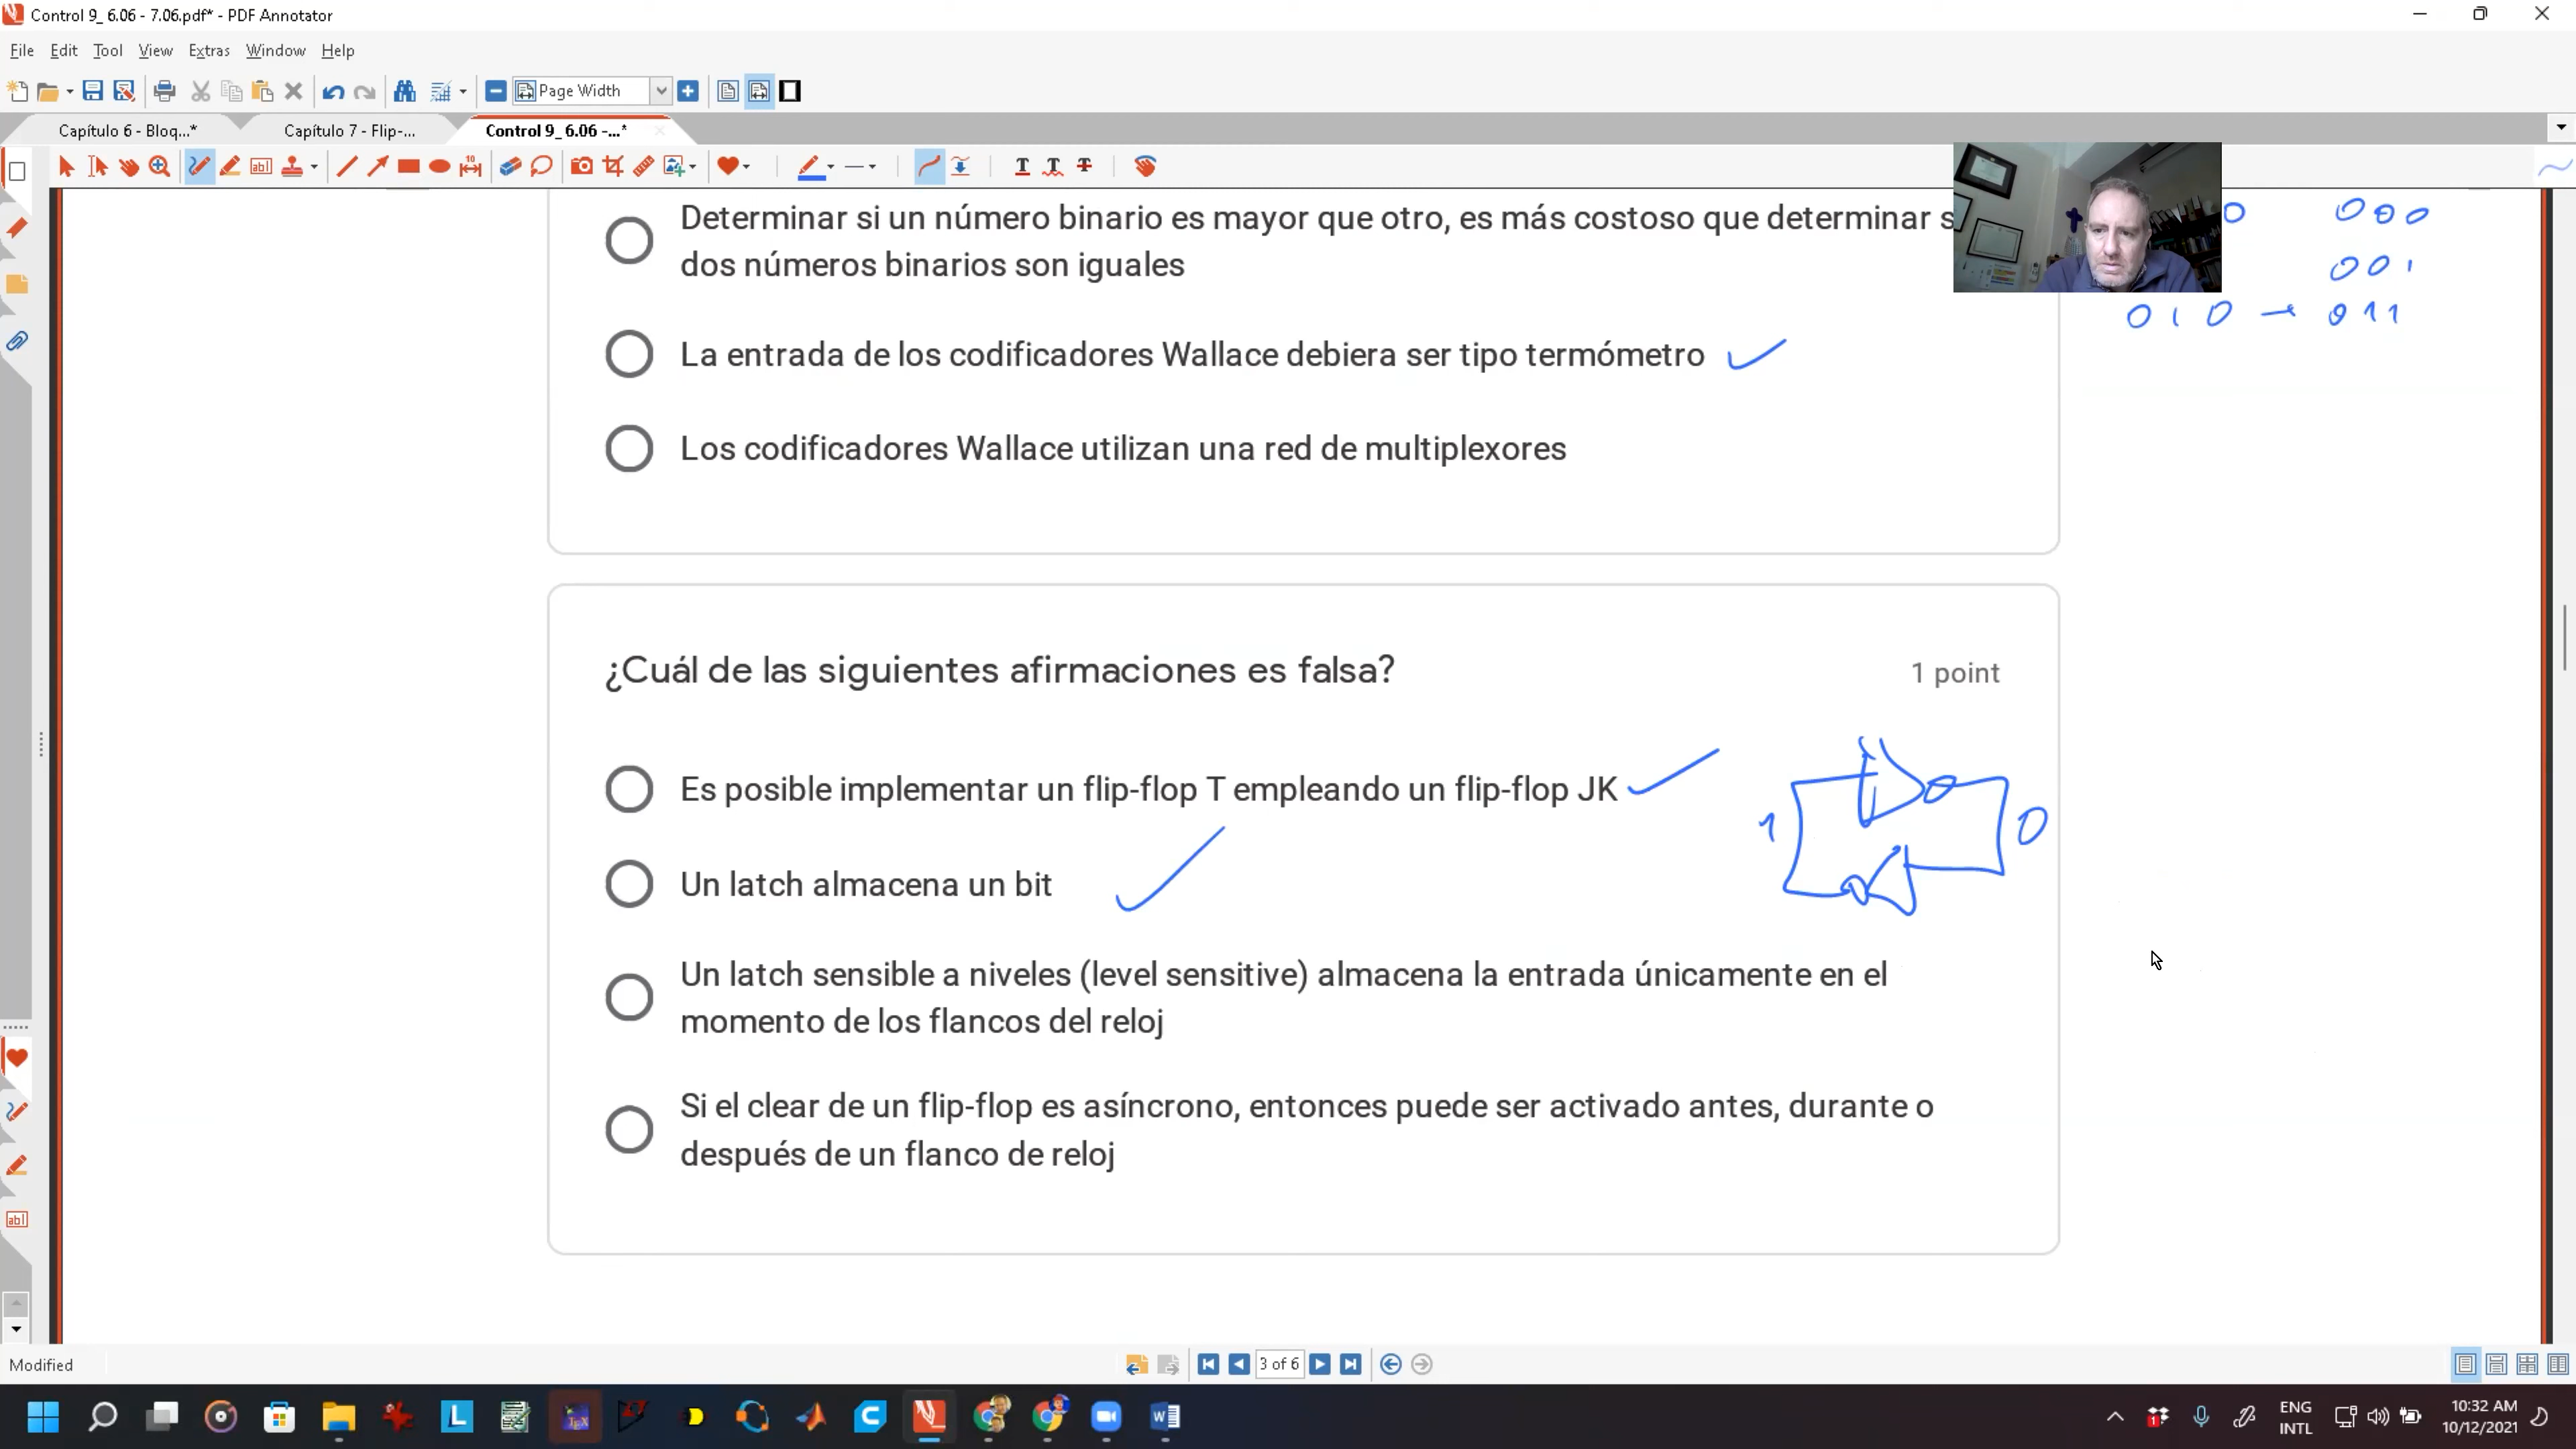 Control 9_ 6.06 - 7.06.pdf* - PDF Annotator
File Edit Tool View Extras Window Help
Page Width
Capítulo 6 - Bloq...* Capítulo 7 - Flip-... Control 9_ 6.06 -...*
Determinar si un número binario es mayor que otro, es más costoso que determinar s
dos números binarios son iguales
0 000
001
010 → 011
La entrada de los codificadores Wallace debiera ser tipo termómetro
Los codificadores Wallace utilizan una red de multiplexores
¿Cuál de las siguientes afirmaciones es falsa? 1 point
Es posible implementar un flip-flop T empleando un flip-flop JK
1 0
Un latch almacena un bit
Un latch sensible a niveles (level sensitive) almacena la entrada únicamente en el
momento de los flancos del reloj
Si el clear de un flip-flop es asíncrono, entonces puede ser activado antes, durante o
después de un flanco de reloj
Modified 3 of 6
ENG
INTL
10:32 AM
10/12/2021